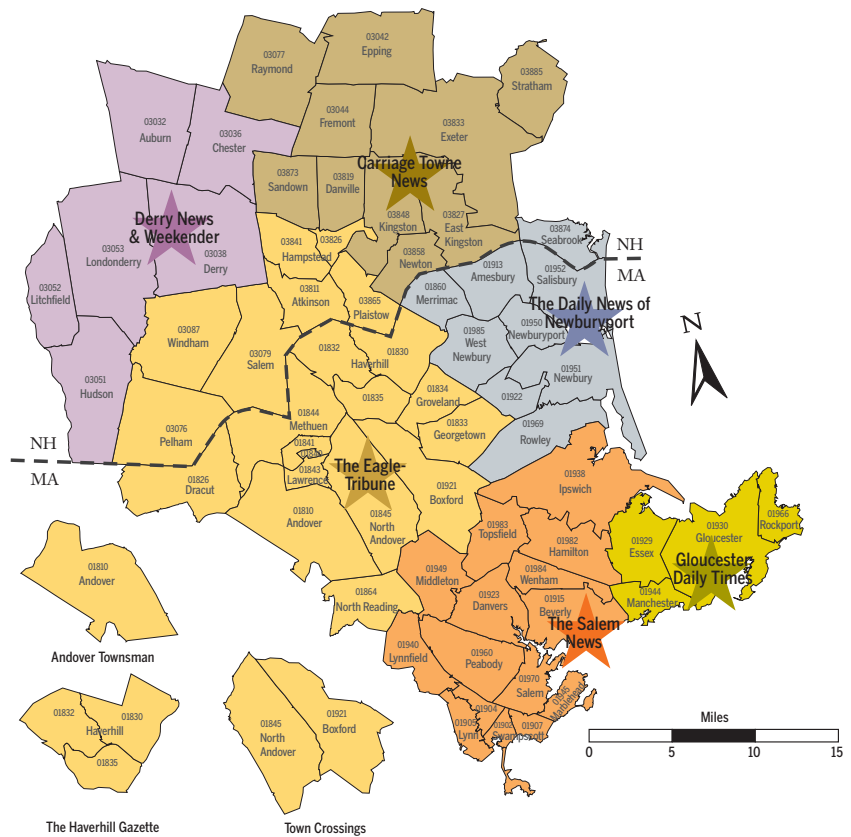 03042
Epping
03077
Raymond
03885
Stratham
03044
Fremont
03833
Exeter
03032
Auburn
03036
Chester
Carriage Towne
News
03873
Sandown
03819
Danville
03848
Kingston
03827
East
Kingston
Derry News
& Weekender
03053
Londonderry
03038
Derry
03841
03826
Hampstead
03858
Newton
03874
Seabrook
NH
MA
03052
Litchfield
03811
Atkinson
03865
Plaistow
01860
Merrimac
01913
Amesbury
01952
Salisbury
The Daily News of
Newburyport
01950
Newburyport
N
03087
Windham
03079
Salem
01832
01830
Haverhill
01985
West
Newbury
01951
Newbury
03051
Hudson
01835
01834
Groveland
01922
03076
Pelham
01844
Methuen
01833
Georgetown
01969
Rowley
NH
MA
01841
01840
01843
Lawrence
The Eagle-
Tribune
01826
Dracut
01810
Andover
01845
North
Andover
01921
Boxford
01938
Ipswich
01983
Topsfield
01982
Hamilton
01929
Essex
01930
Gloucester
01966
Rockport
Gloucester
Daily Times
01944
Manchester
01810
Andover
Andover Townsman
01864
North Reading
01949
Middleton
01984
Wenham
01923
Danvers
01915
Beverly
The Salem
News
01940
Lynnfield
01960
Peabody
01970
Salem
01945
Marblehead
01904
01905
Lynn
01902
01907
Swampscott
01832
01830
Haverhill
01835
The Haverhill Gazette
01845
North
Andover
01921
Boxford
Town Crossings
Miles
0 5 10 15